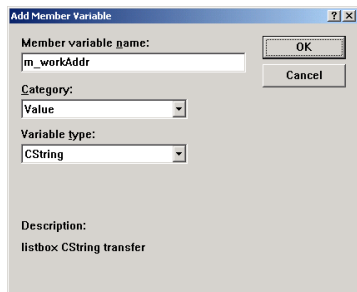 Add Member Variable
Member variable name:
OK
m_workAddr
Cancel
Category:
Value
Variable type:
CString
Description:
listbox CString transfer